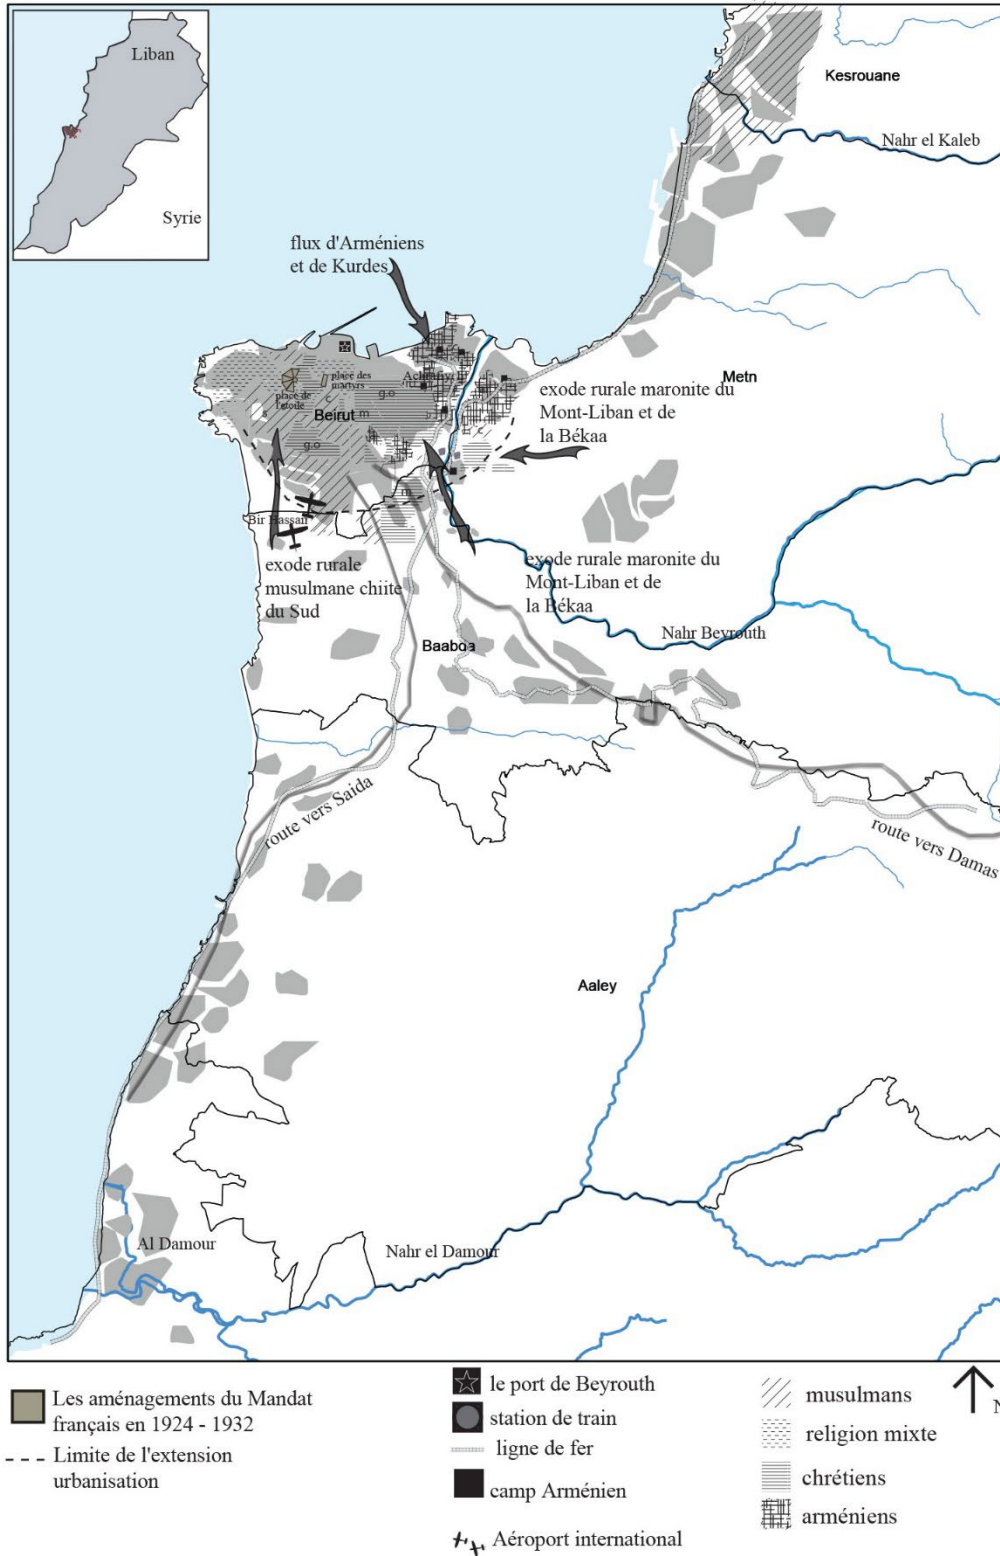 Liban
Syrie
Kesrouane
Nahr el Kaleb
flux d'Arméniens
et de Kurdes
Metn
place des
martyrs
place de
l'étoile
Beirut
g.o
m
c
g.o
m
c
exode rurale maronite du
Mont-Liban et de
la Békaa
Bir Hassan
exode rurale
musulmane chiite
du Sud
exode rurale maronite du
Mont-Liban et de
la Békaa
Nahr Beyrouth
route vers Saida
route vers Damas
Aaley
Al Damour
Nahr el Damour
Les aménagements du Mandat
français en 1924 - 1932
Limite de l'extension
urbanisation
le port de Beyrouth
station de train
ligne de fer
camp Arménien
Aéroport international
musulmans
religion mixte
chrétiens
arméniens
N